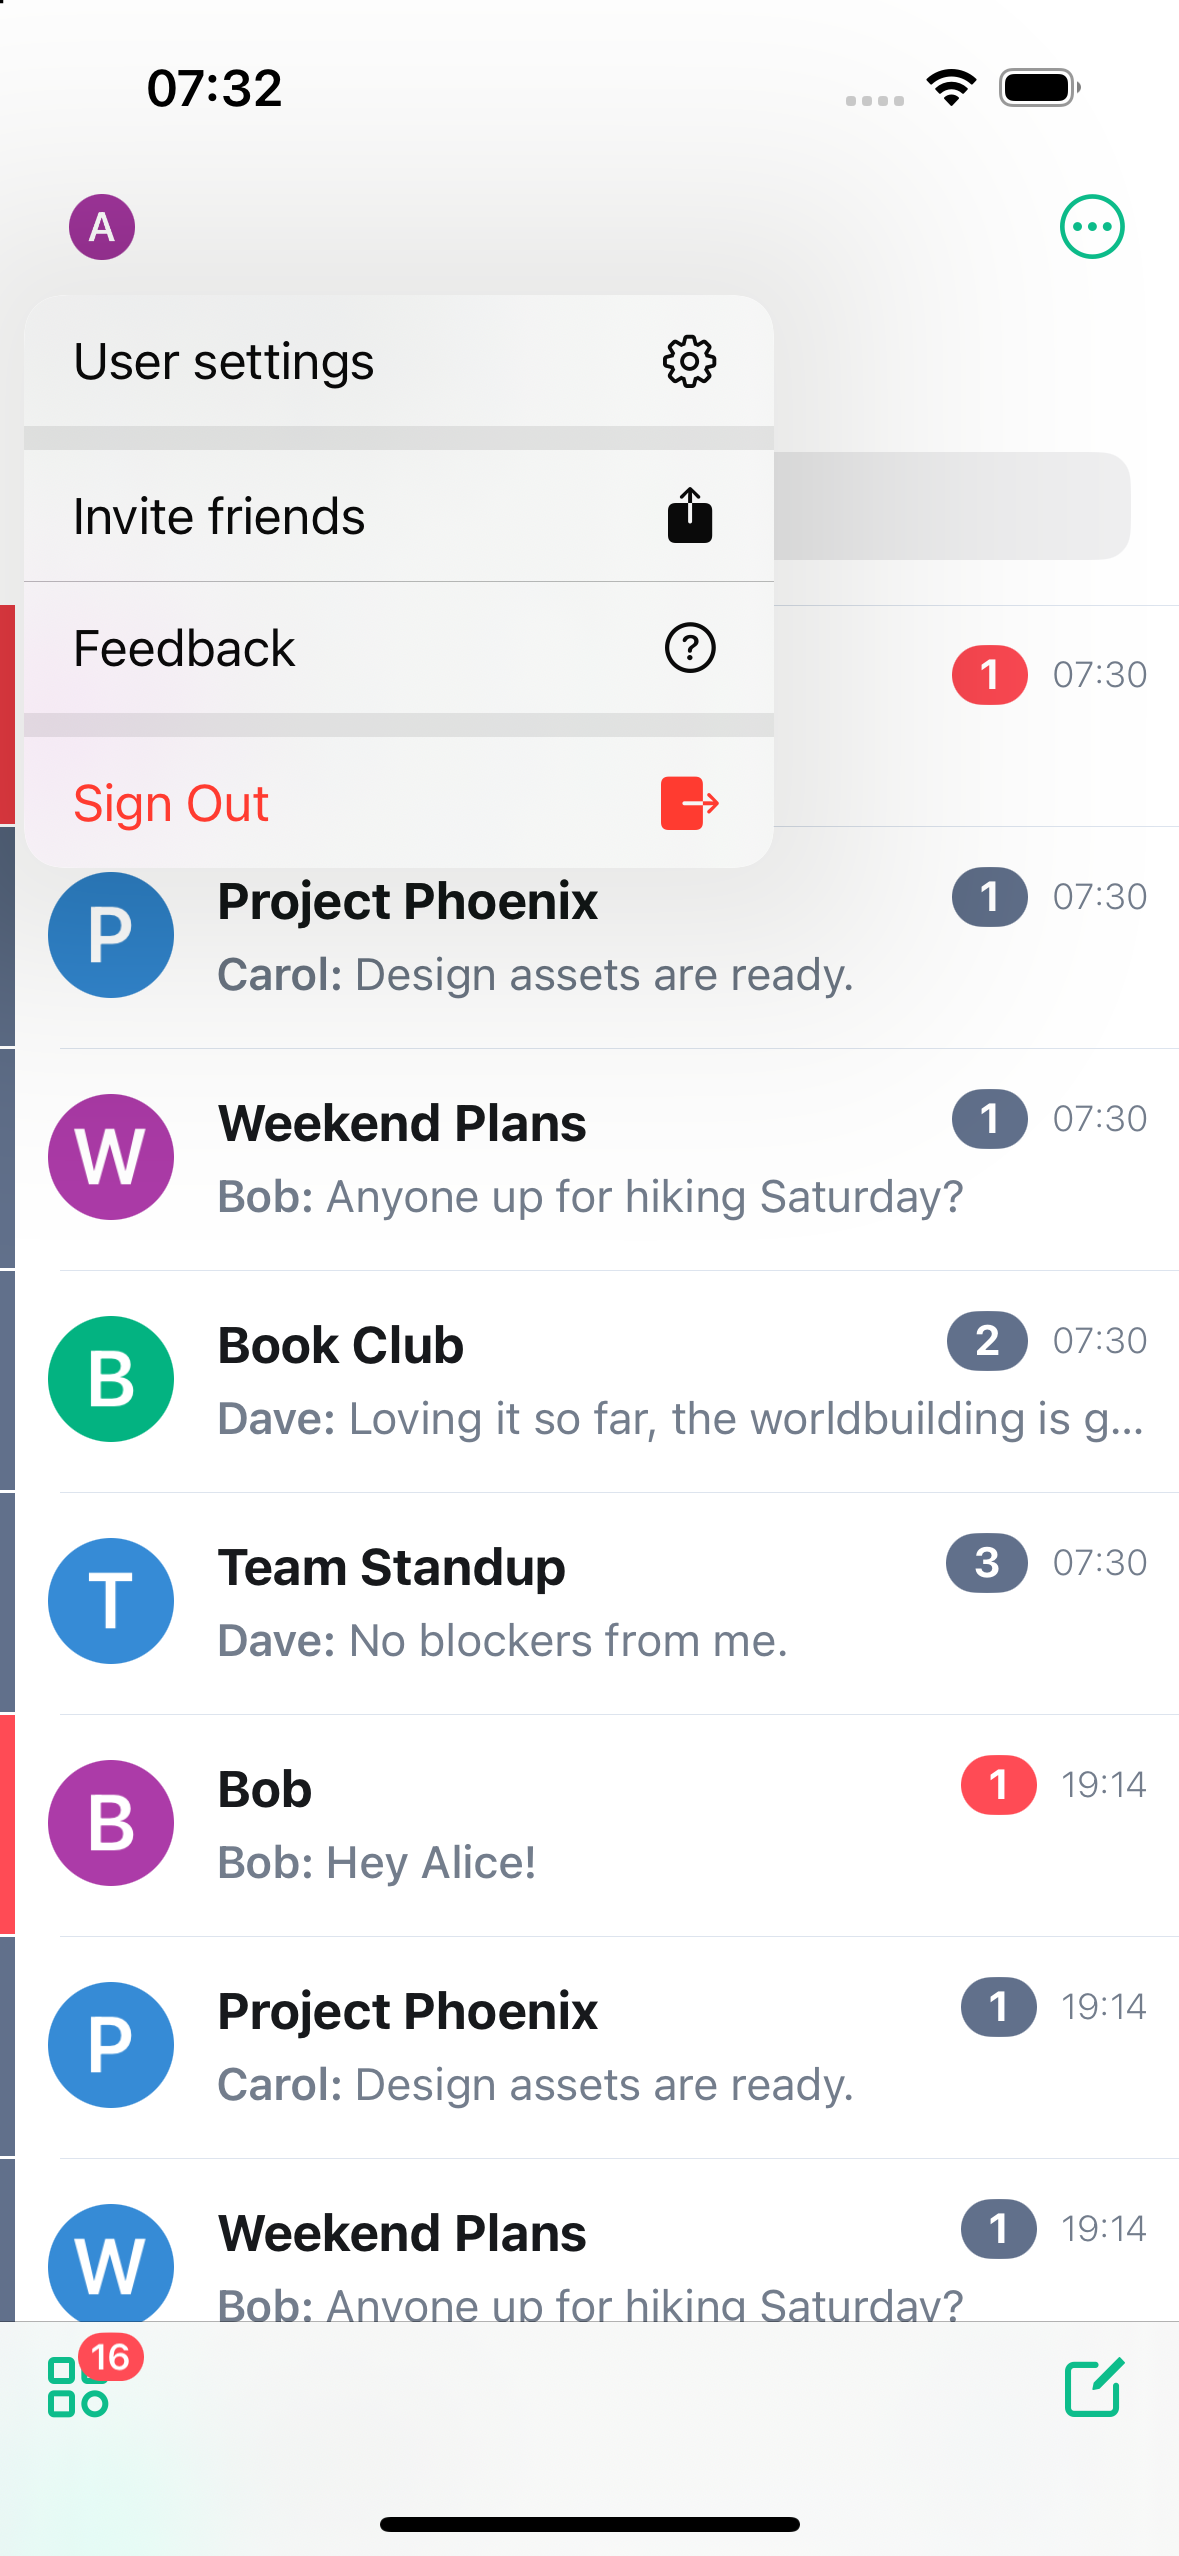 07:32
A
User settings
Invite friends
Feedback
?
Sign Out
1 07:30
P Project Phoenix 1 07:30
Carol: Design assets are ready.
W Weekend Plans 1 07:30
Bob: Anyone up for hiking Saturday?
B Book Club 2 07:30
Dave: Loving it so far, the worldbuilding is g...
T Team Standup 3 07:30
Dave: No blockers from me.
B Bob 1 19:14
Bob: Hey Alice!
P Project Phoenix 1 19:14
Carol: Design assets are ready.
W Weekend Plans 1 19:14
Bob: Anyone up for hiking Saturday?
16